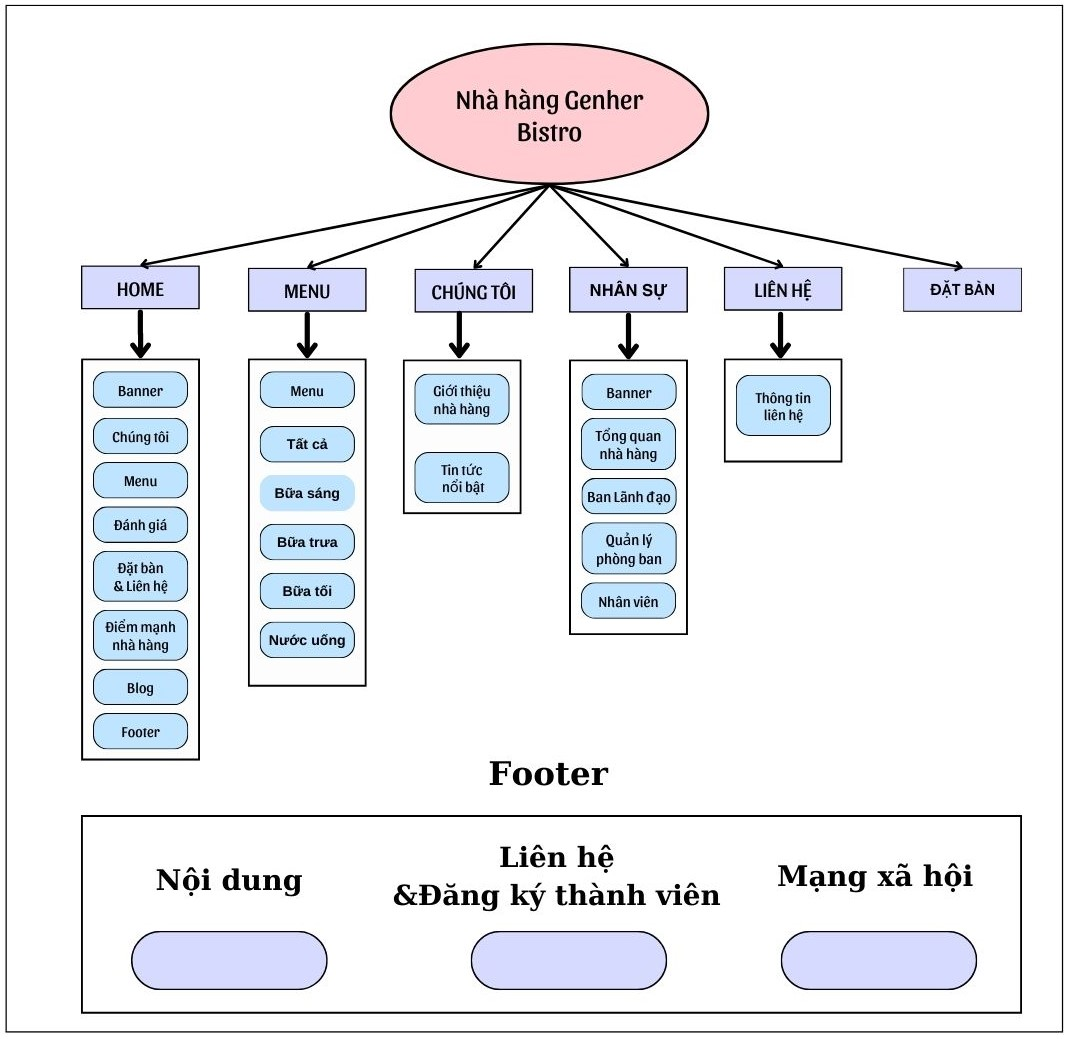 Nhà hàng Genher
Bistro
HOME
MENU
CHÚNG TÔI
NHÂN SỰ
LIÊN HỆ
ĐẶT BÀN
Banner
Chúng tôi
Menu
Đánh giá
Đặt bàn
& Liên hệ
Điểm mạnh
nhà hàng
Blog
Footer
Menu
Tất cả
Bữa sáng
Bữa trưa
Bữa tối
Nước uống
Giới thiệu
nhà hàng
Tin tức
nổi bật
Banner
Tổng quan
nhà hàng
Ban Lãnh đạo
Quản lý
phòng ban
Nhân viên
Thông tin
liên hệ
Footer
Nội dung
Liên hệ
&Đăng ký thành viên
Mạng xã hội